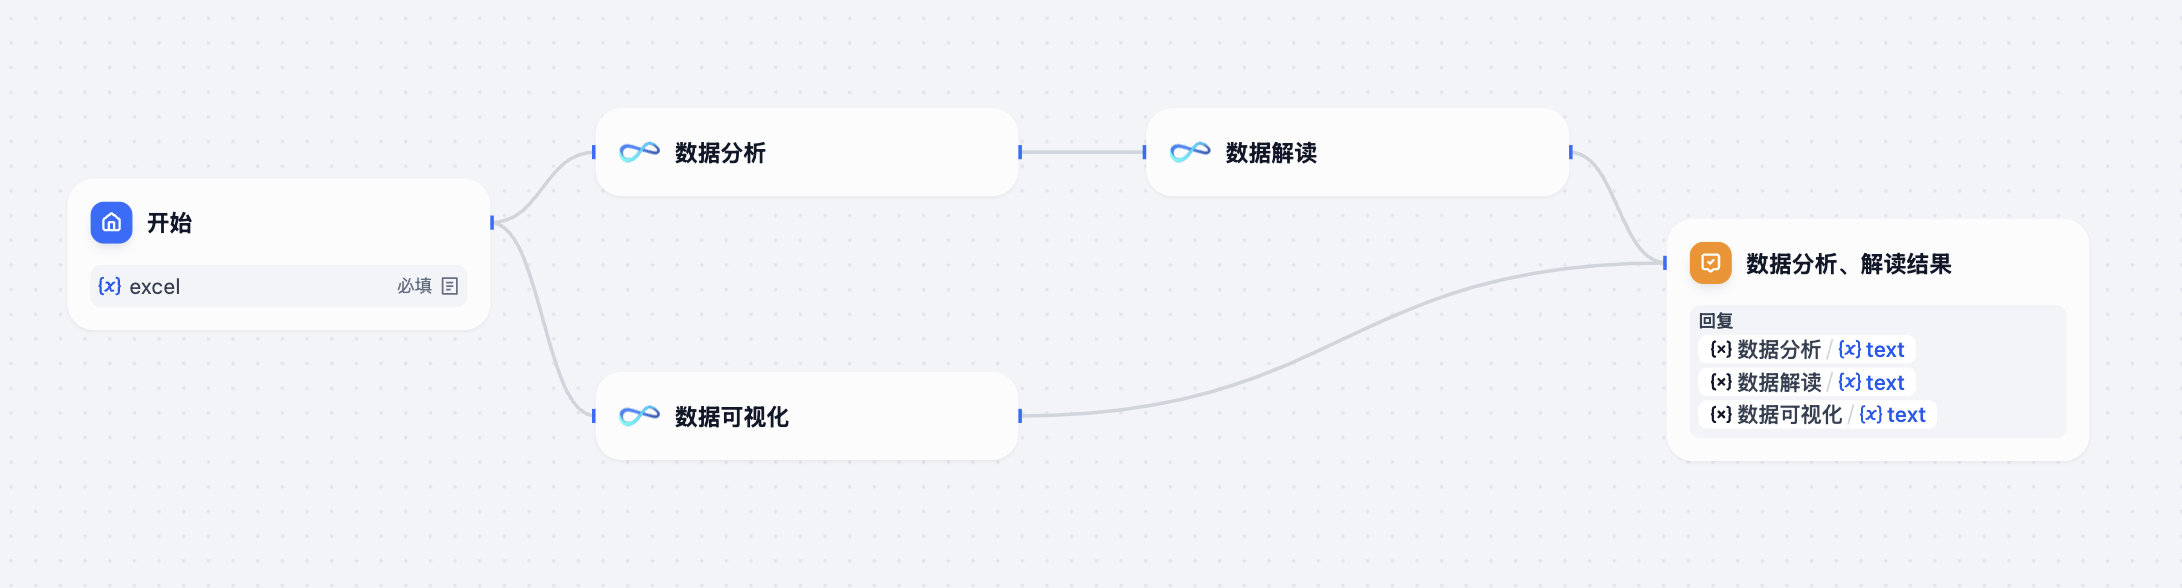 开始
{x} excel 必填
数据分析
数据解读
数据可视化
数据分析、解读结果
回复
{x} 数据分析 / {x} text
{x} 数据解读 / {x} text
{x} 数据可视化 / {x} text